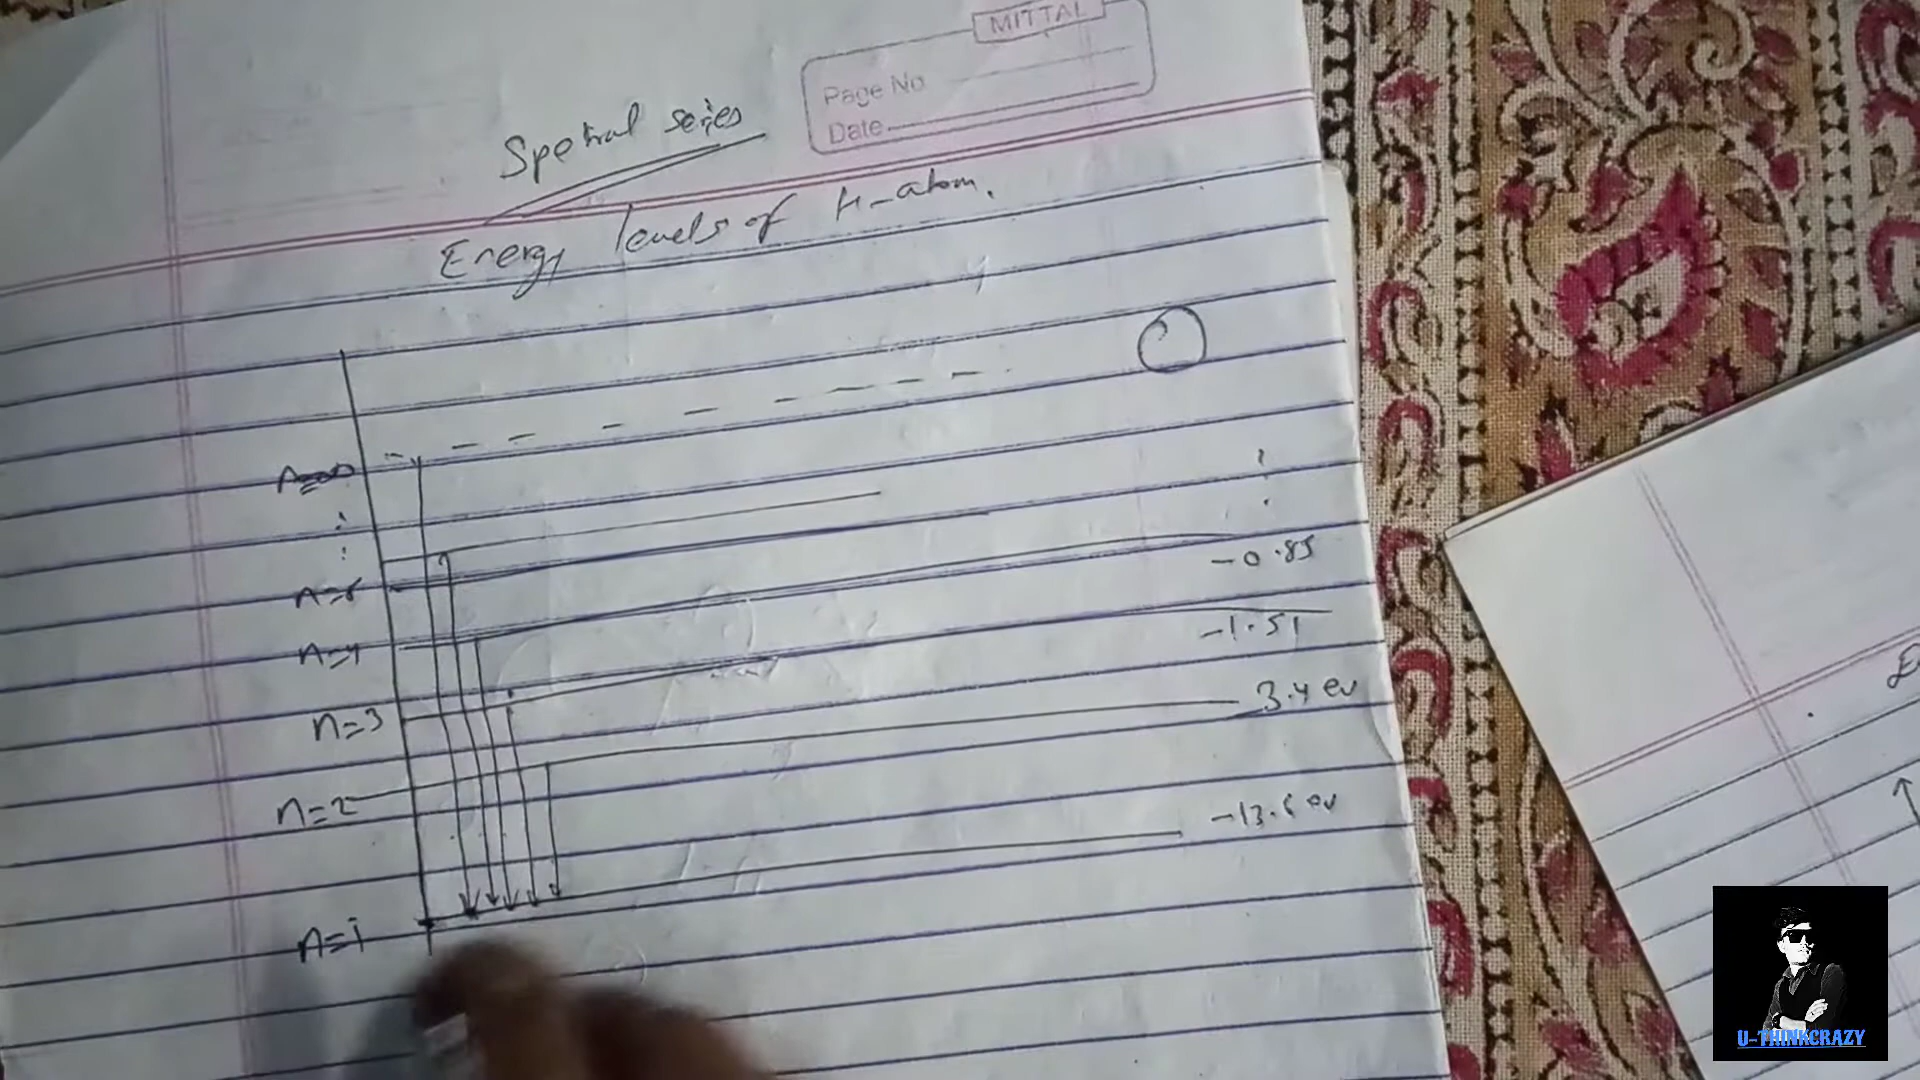 MITTAL
Page No
Date
Spetral series
Energy levels of H-atom.
n=∞
-0.85
n=4
-1.51
n=3
3.4 ev
n=2
-13.6 ev
n=1
U-THINKCRAZY